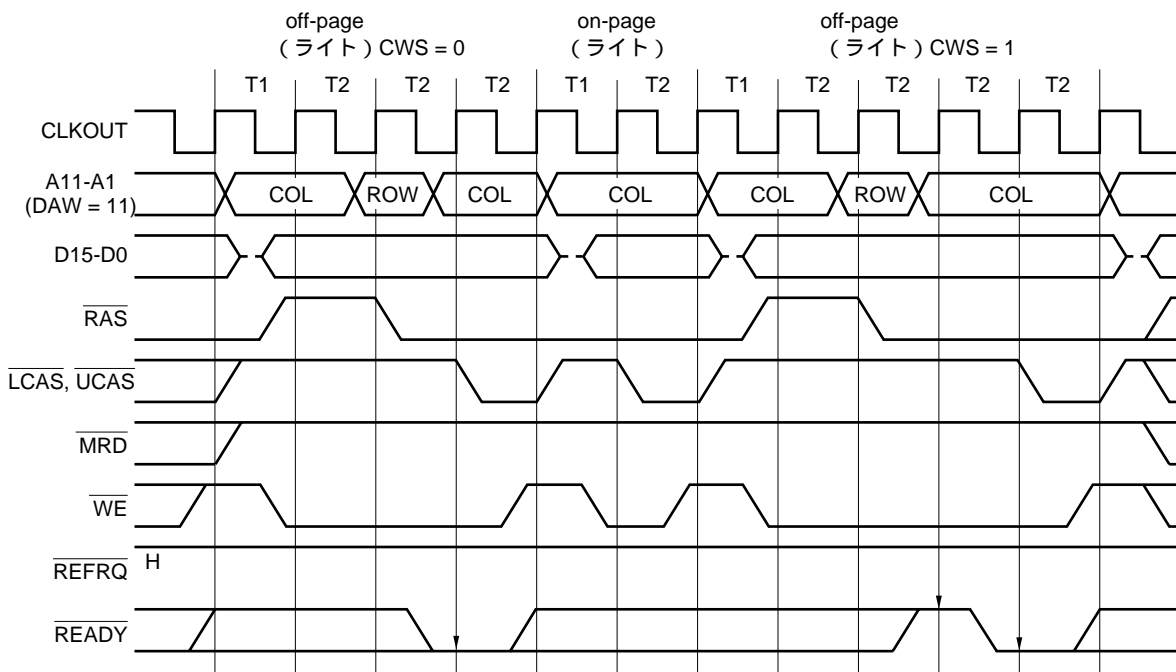 off-page
（ライト）CWS = 0
on-page
（ライト）
off-page
（ライト）CWS = 1
T1 T2 T2 T2 T1 T2 T1 T2 T2 T2 T2
CLKOUT
A11-A1
(DAW = 11)
COL ROW COL COL COL ROW COL
D15-D0
RAS
LCAS, UCAS
MRD
WE
REFRQ H
READY